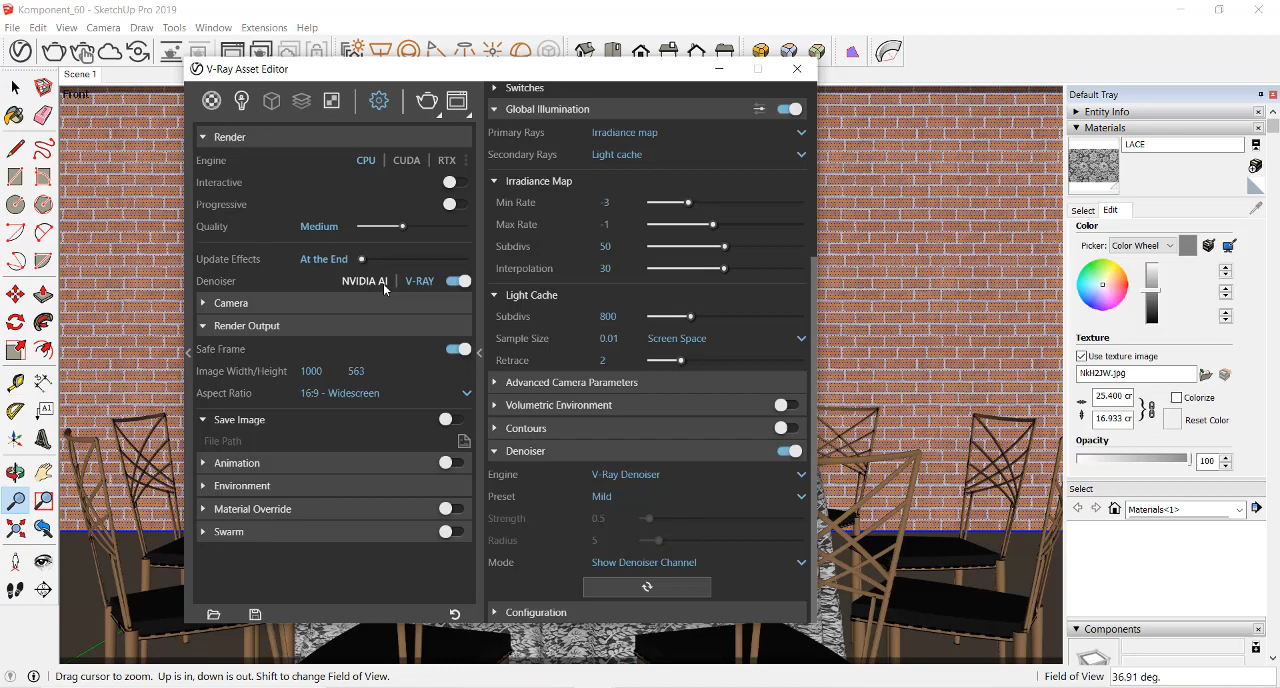 Komponent_60 - SketchUp Pro 2019
File Edit View Camera Draw Tools Window Extensions Help
Scene 1
Front
V-Ray Asset Editor
Render
Engine CPU CUDA RTX
Interactive
Progressive
Quality Medium
Update Effects At the End
Denoiser NVIDIA AI V-RAY
Camera
Render Output
Safe Frame
Image Width/Height 1000 563
Aspect Ratio 16:9 - Widescreen
Save Image
File Path
Animation
Environment
Material Override
Swarm
Switches
Global Illumination
Primary Rays Irradiance map
Secondary Rays Light cache
Irradiance Map
Min Rate -3
Max Rate -1
Subdivs 50
Interpolation 30
Light Cache
Subdivs 800
Sample Size 0.01 Screen Space
Retrace 2
Advanced Camera Parameters
Volumetric Environment
Contours
Denoiser
Engine V-Ray Denoiser
Preset Mild
Strength 0.5
Radius 5
Mode Show Denoiser Channel
Configuration
Default Tray
Entity Info
Materials
LACE
Select Edit
Color
Picker: Color Wheel
Texture
Use texture image
NkH2JW.jpg
25.400 cr
Colorize
16.933 cr
Reset Color
Opacity
100
Select
Materials<1>
Components
A1
Drag cursor to zoom. Up is in, down is out. Shift to change Field of View.
Field of View 36.91 deg.